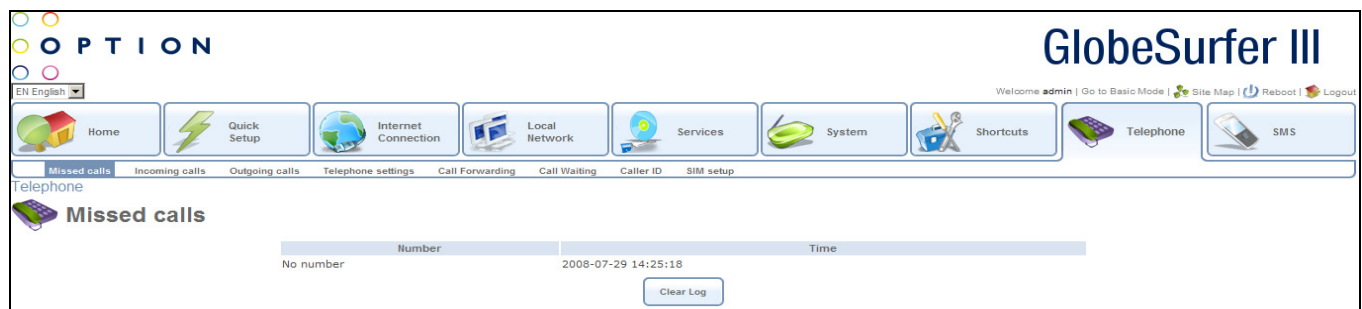 OPTION
GlobeSurfer III
EN English
Welcome admin | Go to Basic Mode | Site Map | Reboot | Logout
Home
Quick Setup
Internet Connection
Local Network
Services
System
Shortcuts
Telephone
SMS
Missed calls Incoming calls Outgoing calls Telephone settings Call Forwarding Call Waiting Caller ID SIM setup
Telephone
Missed calls
Number Time
No number 2008-07-29 14:25:18
Clear Log